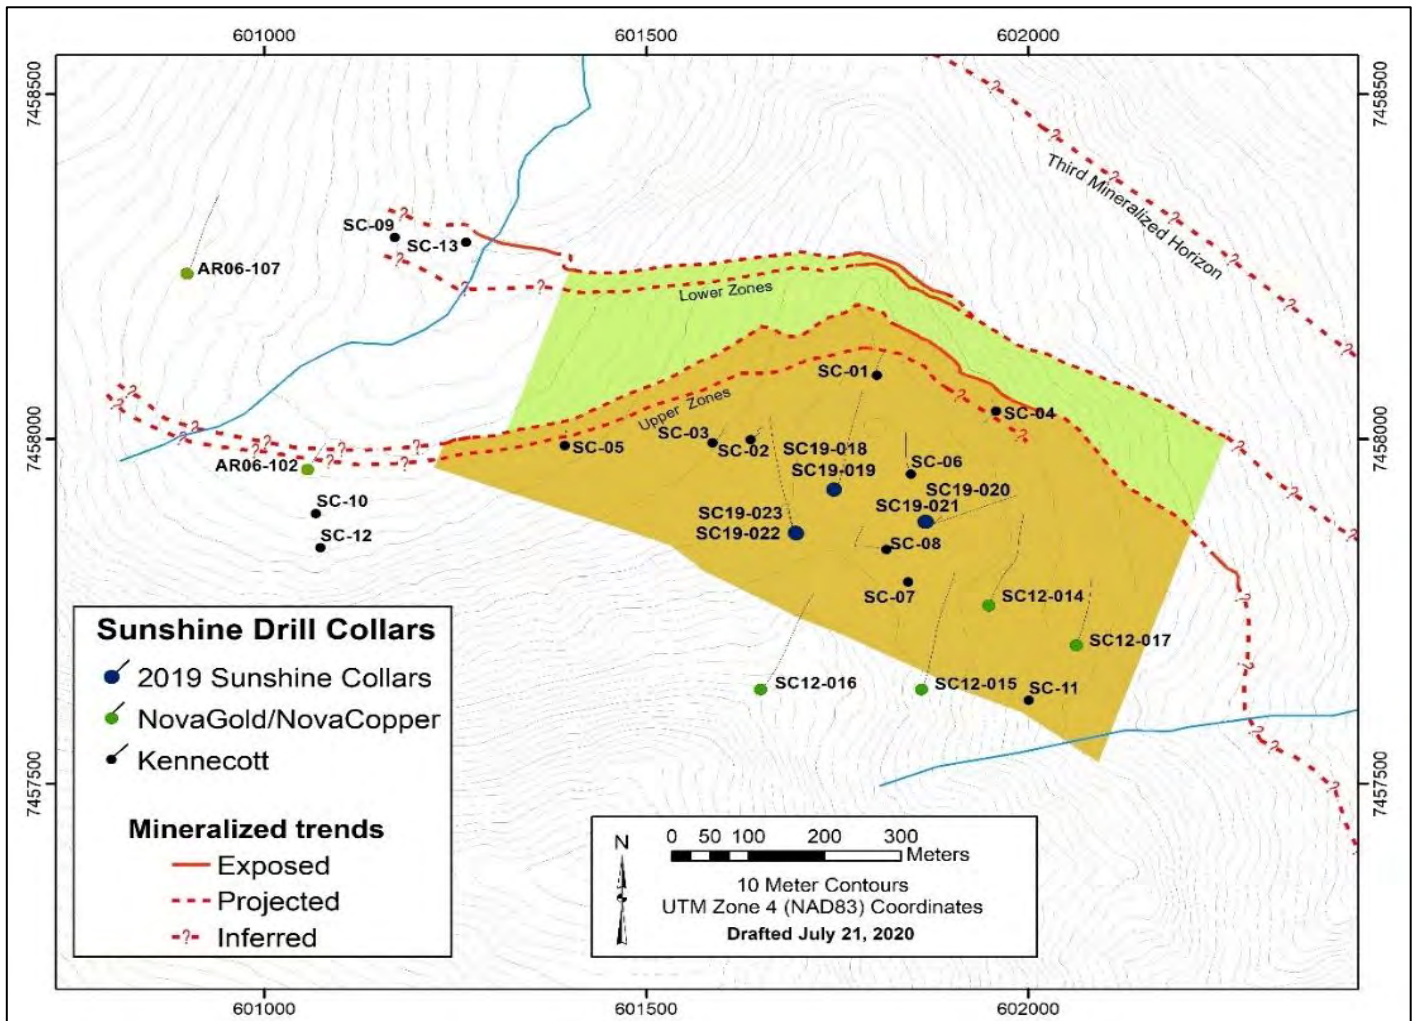 601000
601500
602000
7458500
7458500
Third Mineralized Horizon
SC-09
SC-13
AR06-107
Lower Zones
SC-01
Upper Zones
SC-04
7458000
7458000
SC-05
SC-03
SC-02
SC19-018
SC19-019
SC-06
AR06-102
SC19-020
SC19-021
SC-10
SC19-023
SC19-022
SC-12
SC-08
SC-07
SC12-014
SC12-017
SC12-016
SC12-015
SC-11
7457500
7457500
Sunshine Drill Collars
2019 Sunshine Collars
NovaGold/NovaCopper
Kennecott
Mineralized trends
Exposed
Projected
-?- Inferred
N
0 50 100 200 300
Meters
10 Meter Contours
UTM Zone 4 (NAD83) Coordinates
Drafted July 21, 2020
601000
601500
602000